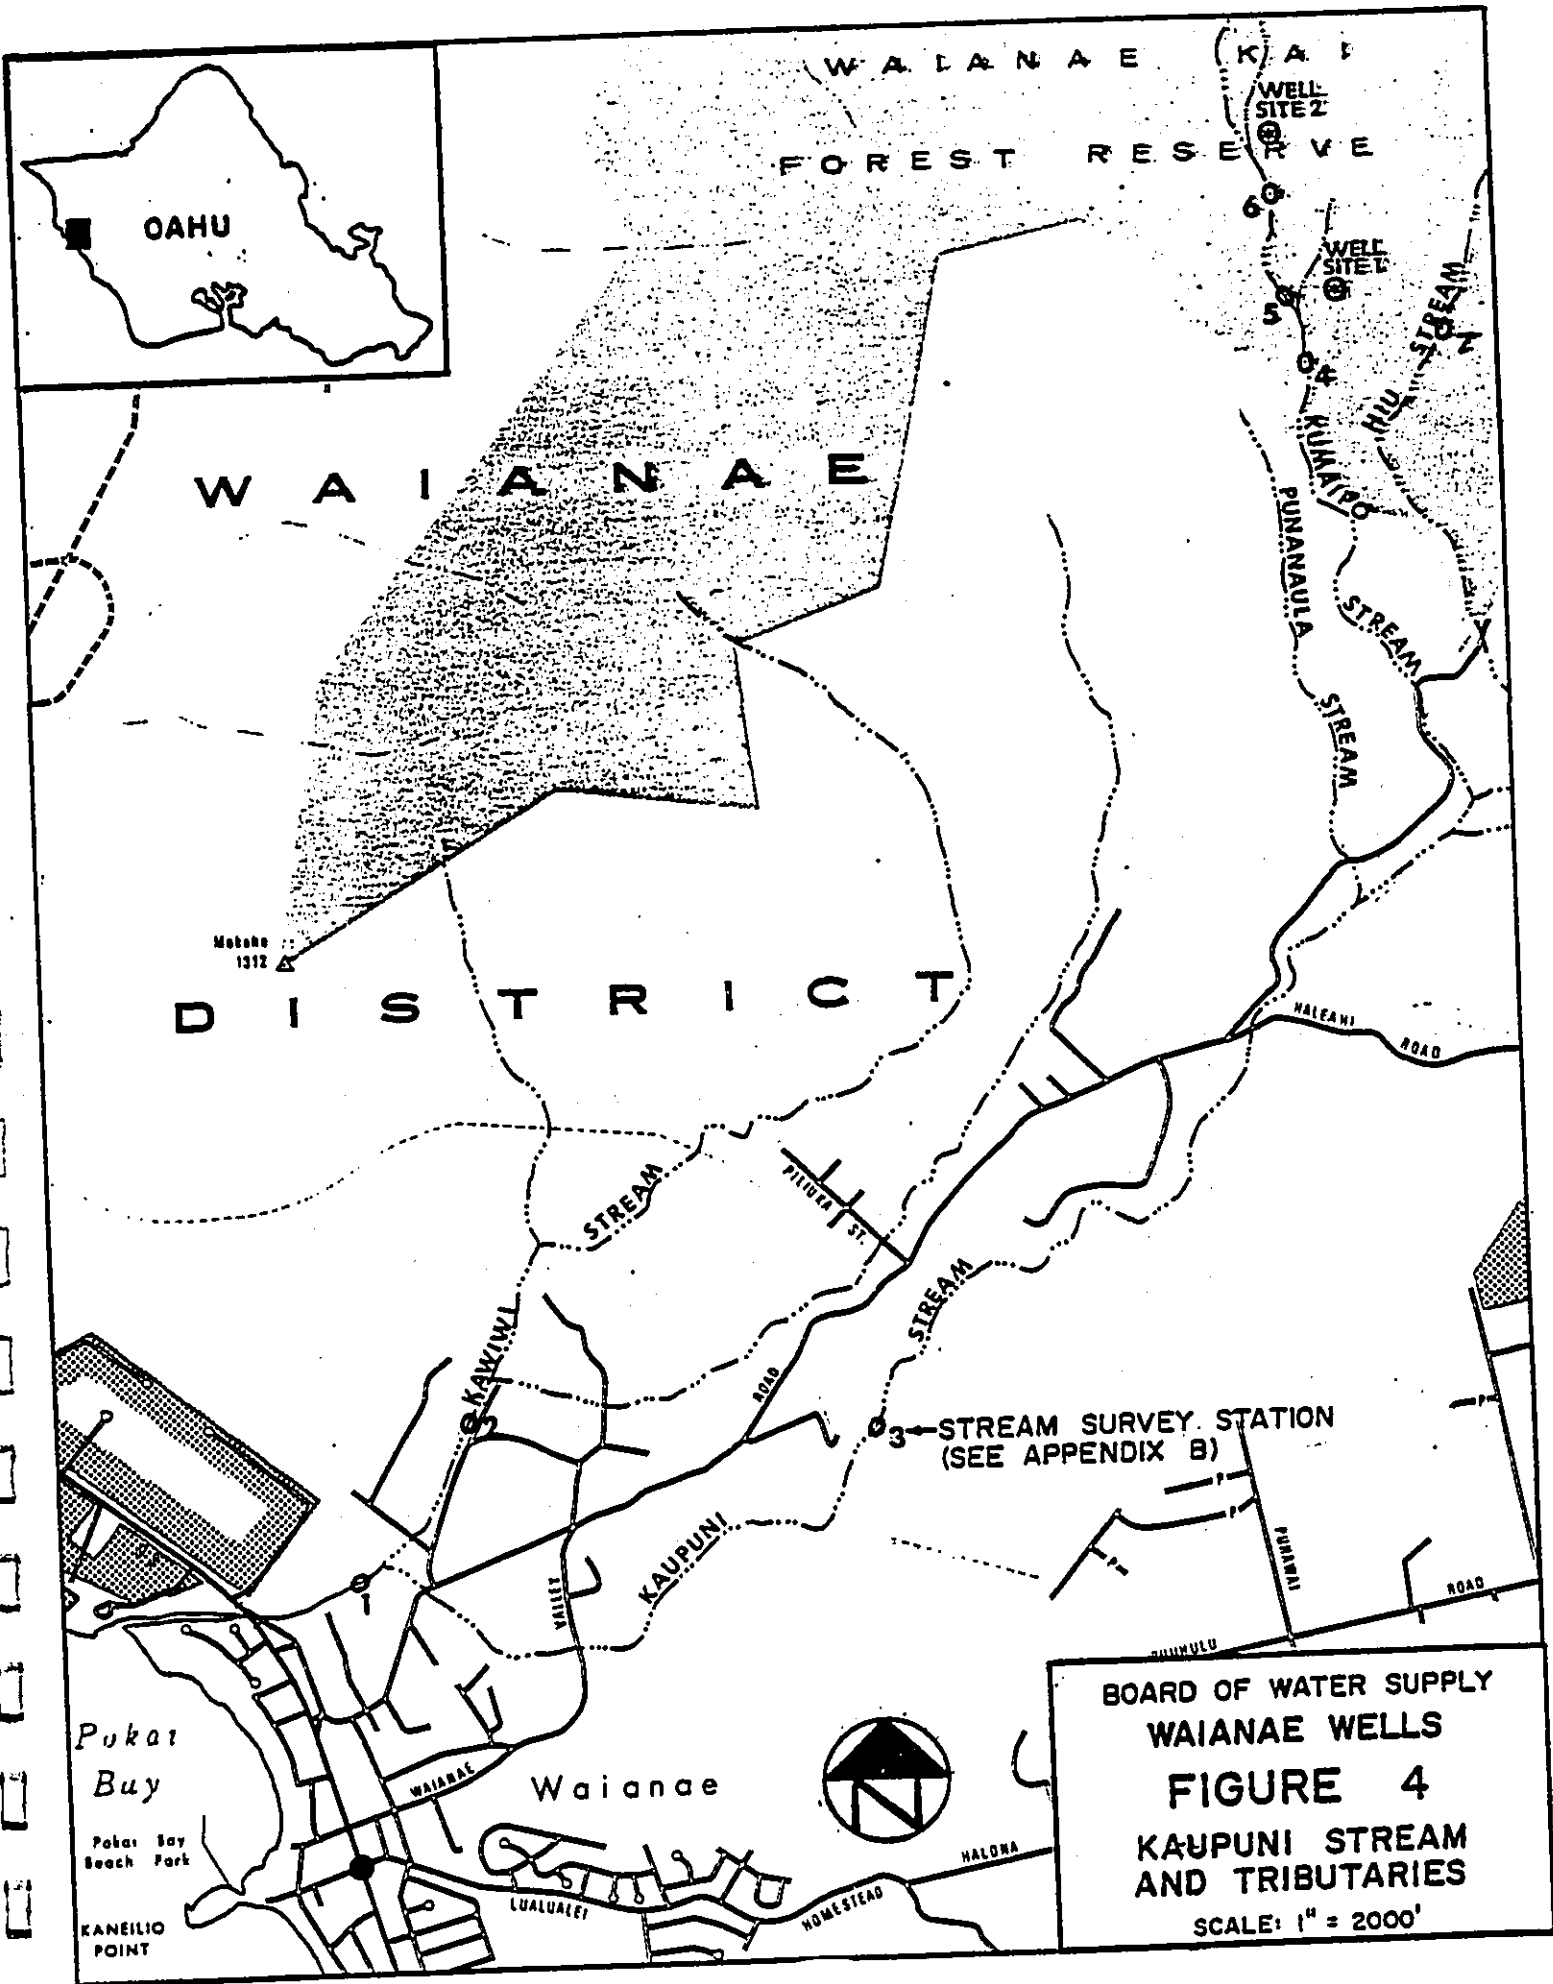 WAIANAE KAI
FOREST RESERVE
WELL
SITE 2
6
WELL
SITE 1
5
4
HIU STREAM
OAHU
KUMAIPO
STREAM
PUNANAULA
STREAM
WAIANAE
DISTRICT
1312
HALEAHI
ROAD
PILIUKA ST.
STREAM
KAWIWI
STREAM
ROAD
3
STREAM SURVEY STATION
(SEE APPENDIX B)
KAUPUNI
VALLEY
1
PUHAWAI
ROAD
Pokai
Bay
Pokai Bay
Beach Park
KANEILIO
POINT
WAIANAE
Waianae
N
LUALUALEI
HOMESTEAD
HALONA
BOARD OF WATER SUPPLY
WAIANAE WELLS
FIGURE 4
KAUPUNI STREAM
AND TRIBUTARIES
SCALE: 1" = 2000'